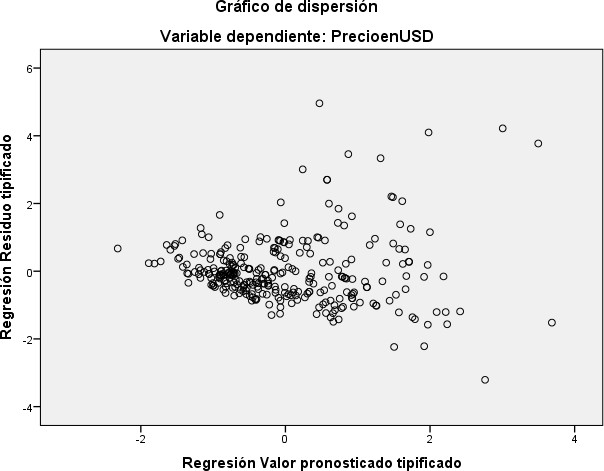 Gráfico de dispersión
Variable dependiente: PrecioenUSD
Regresión Residuo tipificado
6
4
2
0
-2
-4
-2
0
2
4
Regresión Valor pronosticado tipificado